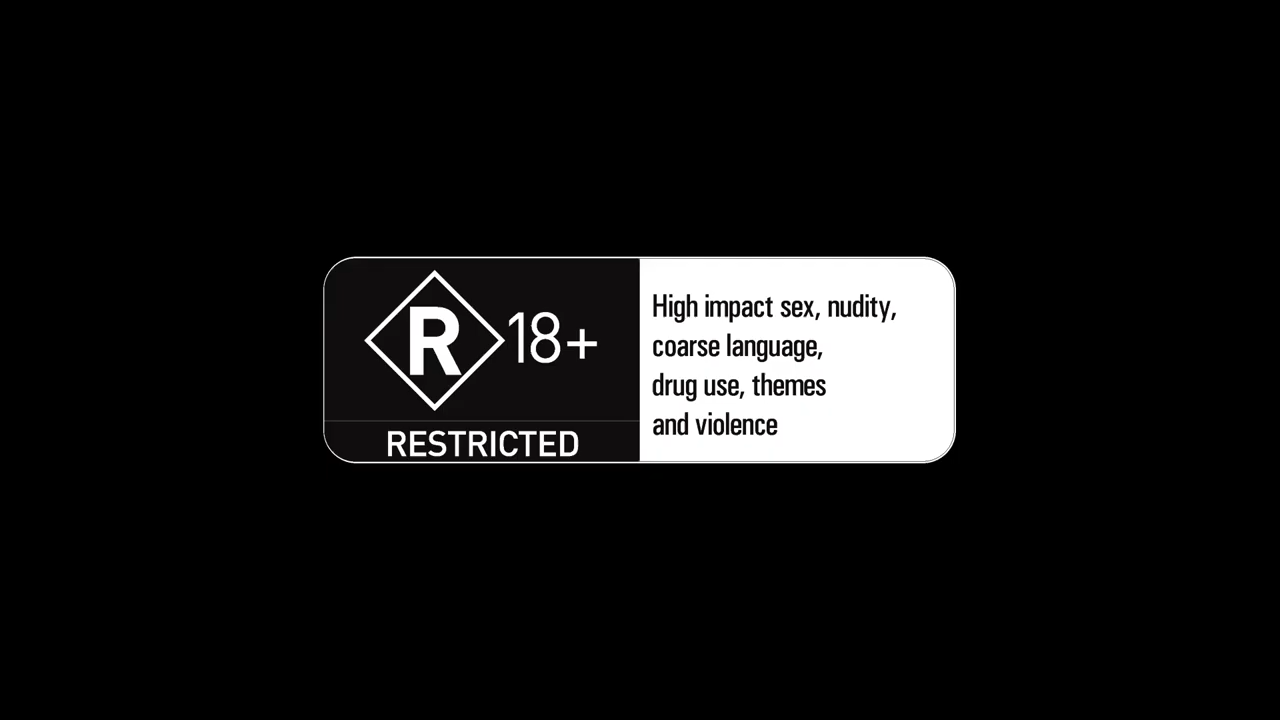 R 18+
RESTRICTED
High impact sex, nudity,
coarse language,
drug use, themes
and violence